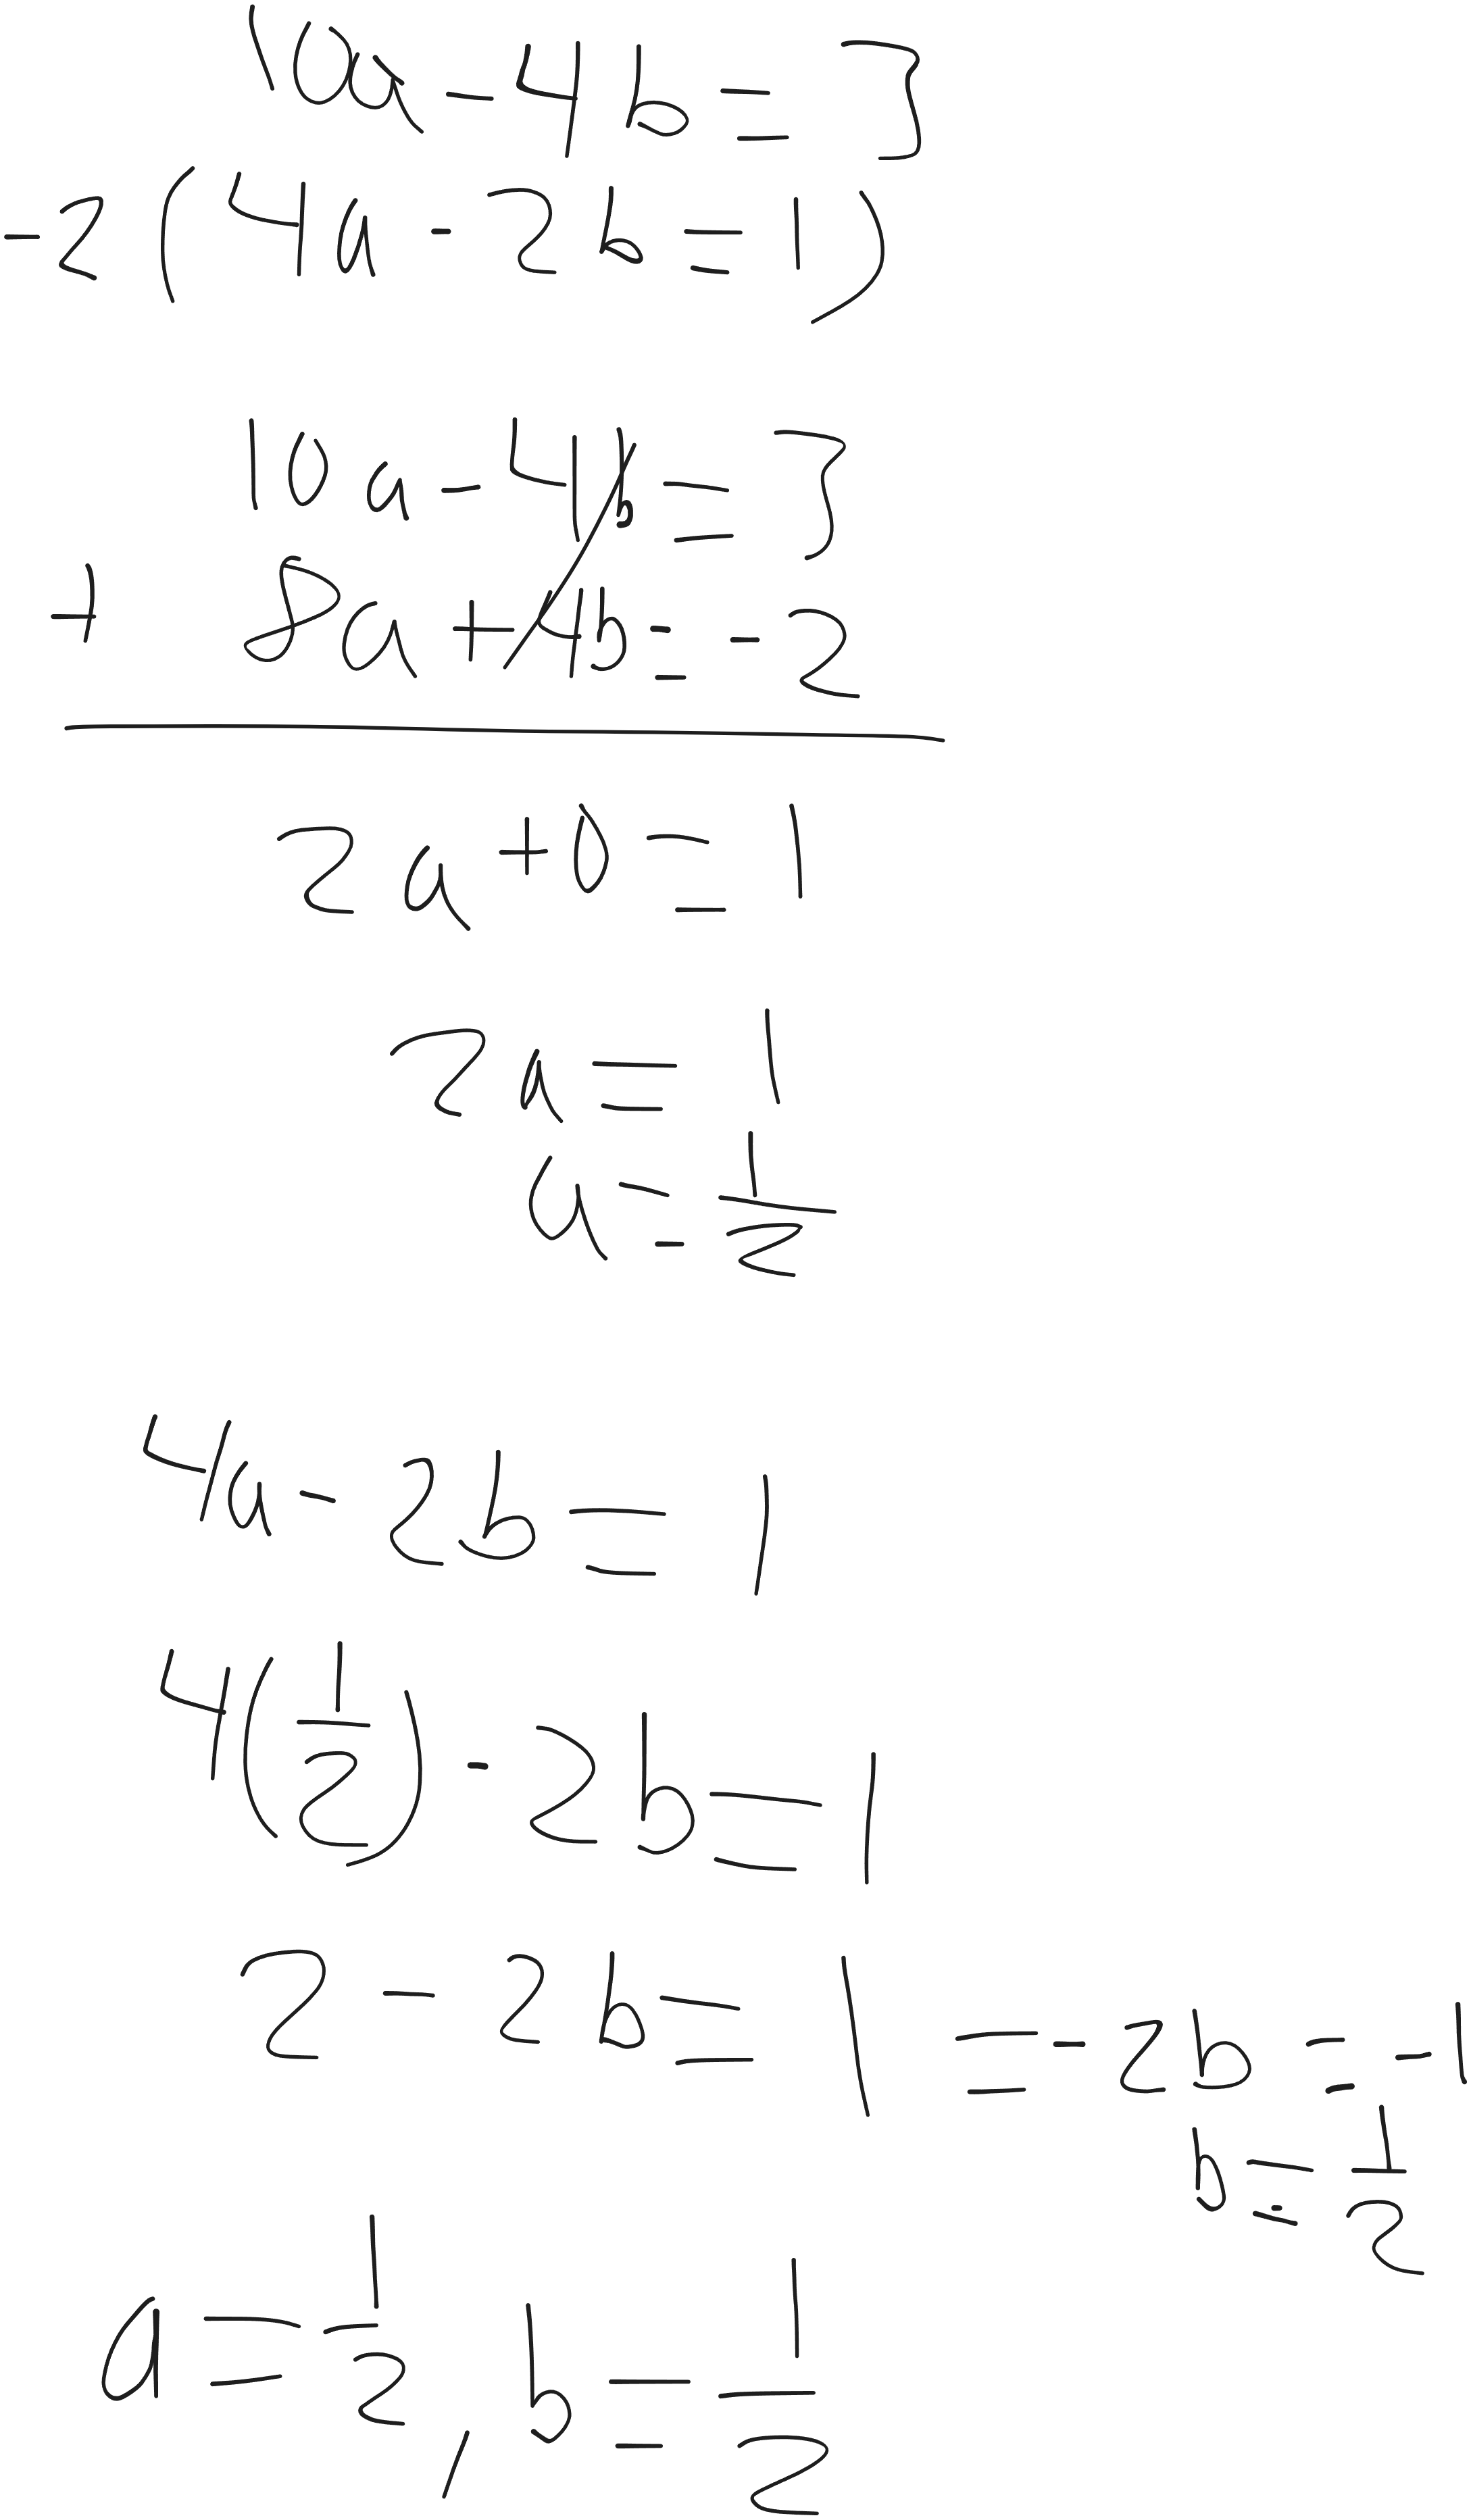 10a - 4b = 3
-2(4a - 2b = 1)
10a - 4b = 3
+ 8a + 4b = -2
2a + 0 = 1
2a = 1
a = 1/2
4a - 2b = 1
4(1/2) - 2b = 1
2 - 2b = 1 = -2b = -1
b = 1/2
a = 1/2, b = 1/2